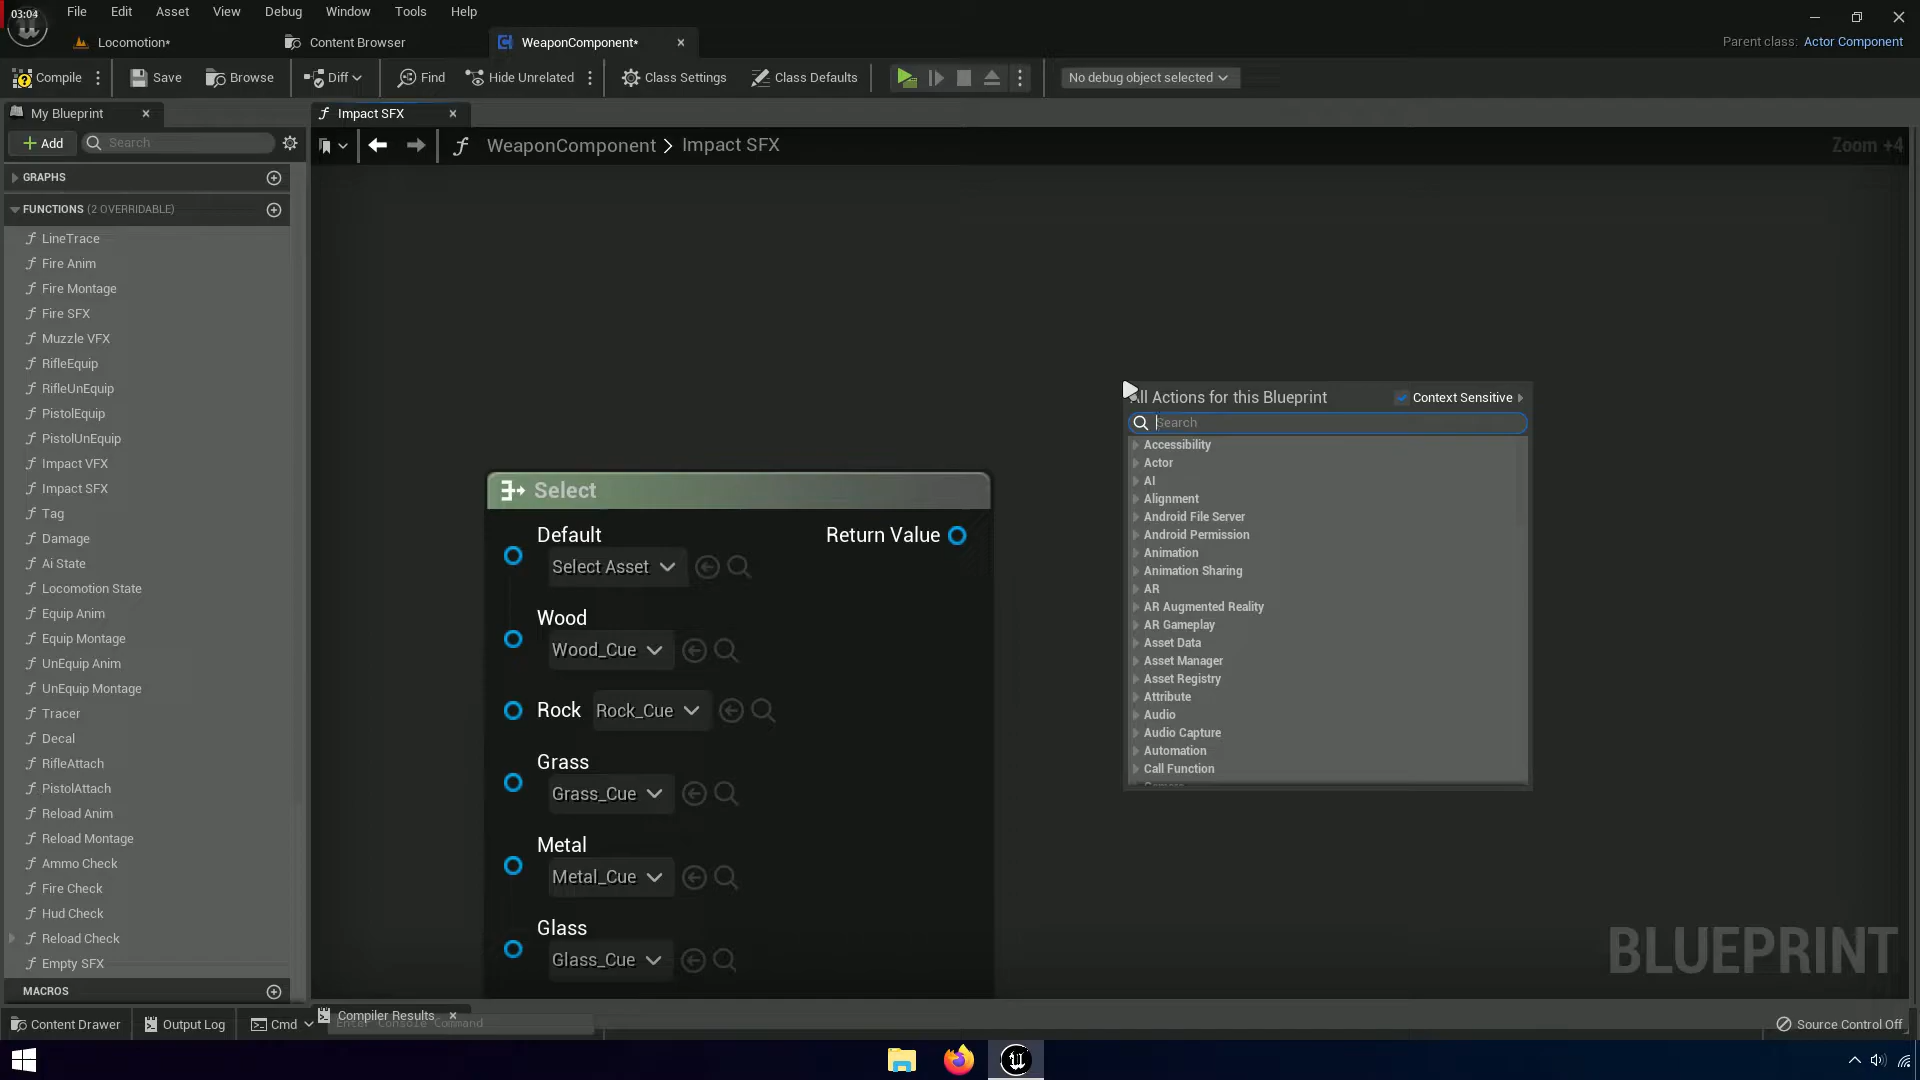 03:04
File Edit Asset View Debug Window Tools Help
Locomotion*
Content Browser
WeaponComponent*
Parent class: Actor Component
Compile
Save
Browse
Diff
Find
Hide Unrelated
Class Settings
Class Defaults
No debug object selected
My Blueprint
Impact SFX
Add
Search
WeaponComponent > Impact SFX
Zoom +4
GRAPHS
FUNCTIONS (2 OVERRIDABLE)
LineTrace
Fire Anim
Fire Montage
Fire SFX
Muzzle VFX
RifleEquip
RifleUnEquip
PistolEquip
PistolUnEquip
Impact VFX
Impact SFX
Tag
Damage
Ai State
Locomotion State
Equip Anim
Equip Montage
UnEquip Anim
UnEquip Montage
Tracer
Decal
RifleAttach
PistolAttach
Reload Anim
Reload Montage
Ammo Check
Fire Check
Hud Check
Reload Check
Empty SFX
MACROS
Select
Default
Return Value
Select Asset
Wood
Wood_Cue
Rock Rock_Cue
Grass
Grass_Cue
Metal
Metal_Cue
Glass
Glass_Cue
All Actions for this Blueprint
Context Sensitive
Search
Accessibility
Actor
AI
Alignment
Android File Server
Android Permission
Animation
Animation Sharing
AR
AR Augmented Reality
AR Gameplay
Asset Data
Asset Manager
Asset Registry
Attribute
Audio
Audio Capture
Automation
Call Function
BLUEPRINT
Compiler Results
Content Drawer
Output Log
Cmd
Enter Console Command
Source Control Off